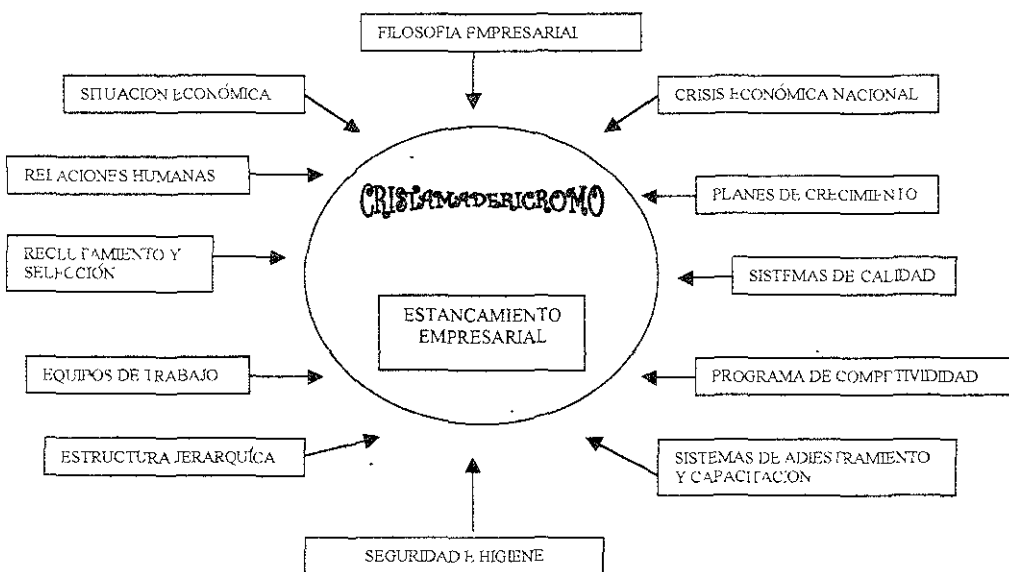 FILOSOFIA EMPRESARIAL
SITUACION ECONÓMICA
CRISIS ECONÓMICA NACIONAL
RELACIONES HUMANAS
CRISTAMADERICROMO
PLANES DE CRECIMIENTO
RECLUTAMIENTO Y
SELECCIÓN
SISTEMAS DE CALIDAD
ESTANCAMIENTO
EMPRESARIAL
EQUIPOS DE TRABAJO
PROGRAMA DE COMPETIVIDIDAD
ESTRUCTURA JERARQUÍCA
SISTEMAS DE ADIESTRAMIENTO
Y CAPACITACION
SEGURIDAD E HIGIENE